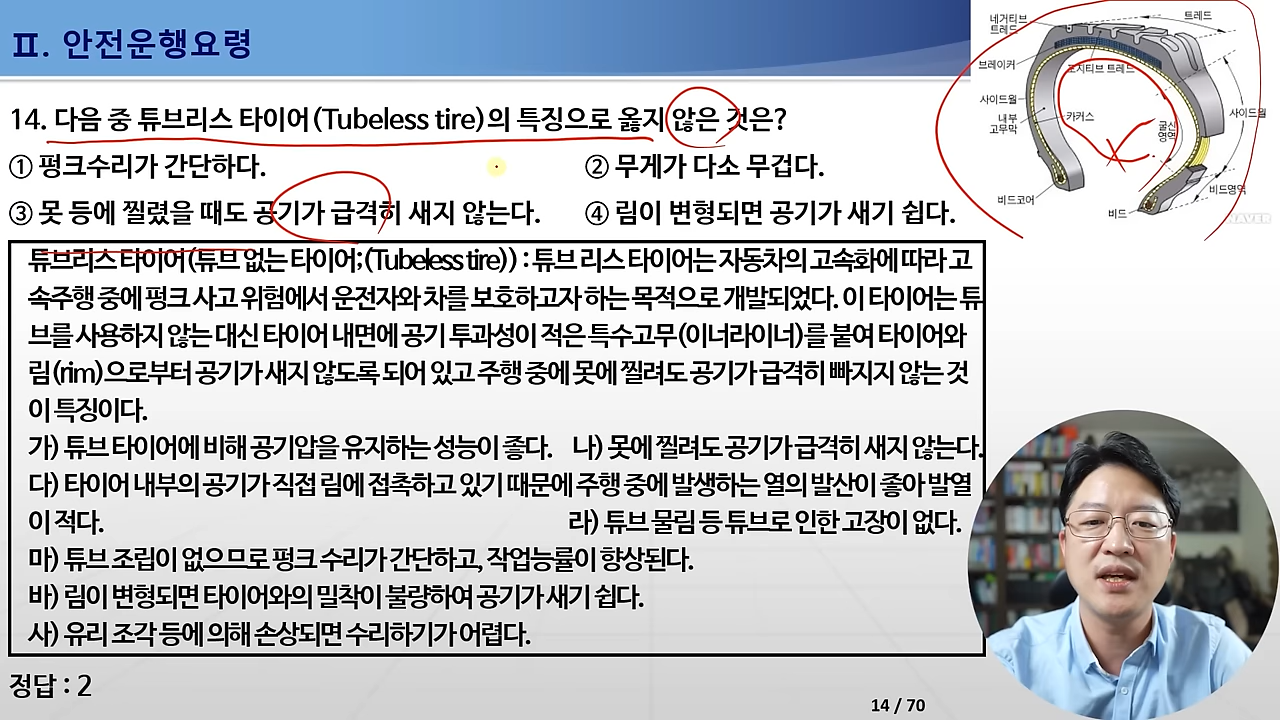 Ⅱ. 안전운행요령
14. 다음 중 튜브리스 타이어(Tubeless tire)의 특징으로 옳지 않은 것은?
① 펑크수리가 간단하다.
② 무게가 다소 무겁다.
③ 못 등에 찔렸을 때도 공기가 급격히 새지 않는다.
④ 림이 변형되면 공기가 새기 쉽다.
튜브리스 타이어(튜브 없는 타이어;(Tubeless tire)) : 튜브 리스 타이어는 자동차의 고속화에 따라 고
속주행 중에 펑크 사고 위험에서 운전자와 차를 보호하고자 하는 목적으로 개발되었다. 이 타이어는 튜
브를 사용하지 않는 대신 타이어 내면에 공기 투과성이 적은 특수고무(이너라이너)를 붙여 타이어와
림(rim)으로부터 공기가 새지 않도록 되어 있고 주행 중에 못에 찔려도 공기가 급격히 빠지지 않는 것
이 특징이다.
가) 튜브 타이어에 비해 공기압을 유지하는 성능이 좋다. 나) 못에 찔려도 공기가 급격히 새지 않는다.
다) 타이어 내부의 공기가 직접 림에 접촉하고 있기 때문에 주행 중에 발생하는 열의 발산이 좋아 발열
이 적다. 라) 튜브 물림 등 튜브로 인한 고장이 없다.
마) 튜브 조립이 없으므로 펑크 수리가 간단하고, 작업능률이 향상된다.
바) 림이 변형되면 타이어와의 밀착이 불량하여 공기가 새기 쉽다.
사) 유리 조각 등에 의해 손상되면 수리하기가 어렵다.
정답 : 2
14 / 70
네거티브
트레드
트레드
브레이커
포지티브 트레드
사이드월
사이드월
내부
고무막
카커스
굴신
영역
비드코어
비드영역
비드
NAVER